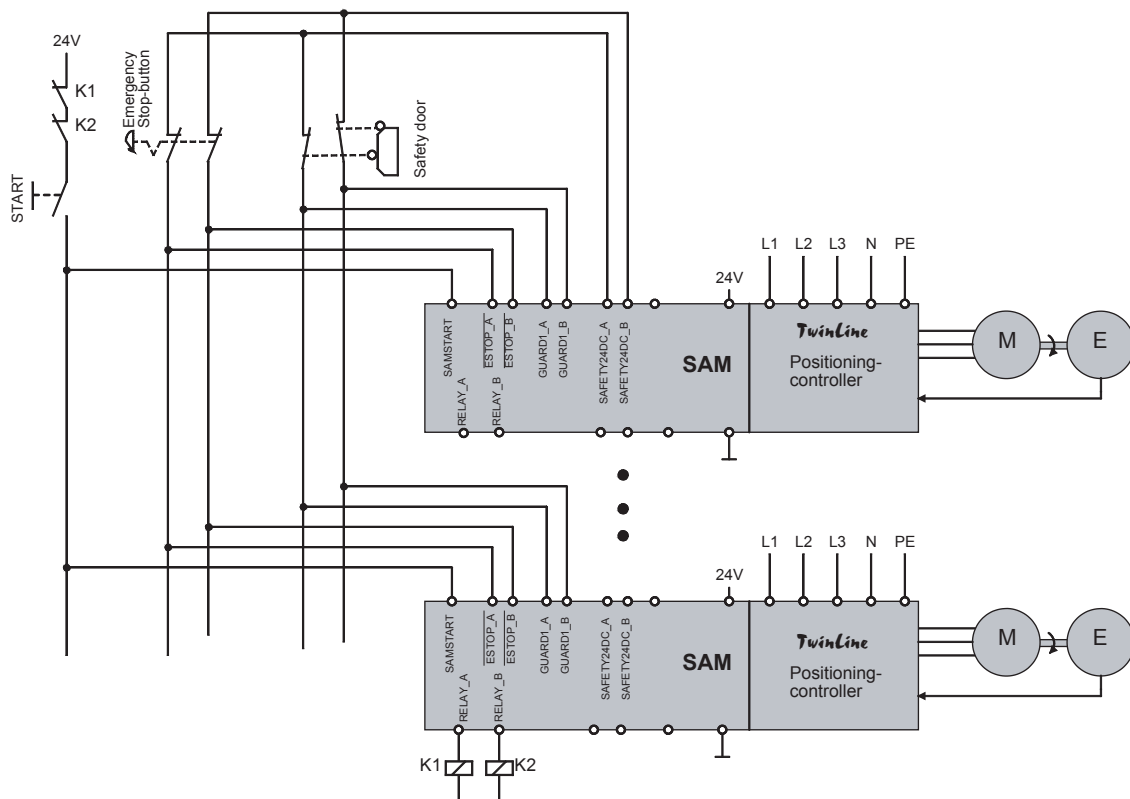 24V
K1
K2
START
Emergency
Stop-button
Safety door
24V
L1 L2 L3 N PE
SAMSTART
RELAY_A
ESTOP_A
RELAY_B
ESTOP_B
GUARD1_A
GUARD1_B
SAFETY24DC_A
SAFETY24DC_B
SAM
TwinLine
Positioning-
controller
M
E
24V
L1 L2 L3 N PE
SAMSTART
RELAY_A
ESTOP_A
RELAY_B
ESTOP_B
GUARD1_A
GUARD1_B
SAFETY24DC_A
SAFETY24DC_B
SAM
TwinLine
Positioning-
controller
M
E
K1
K2